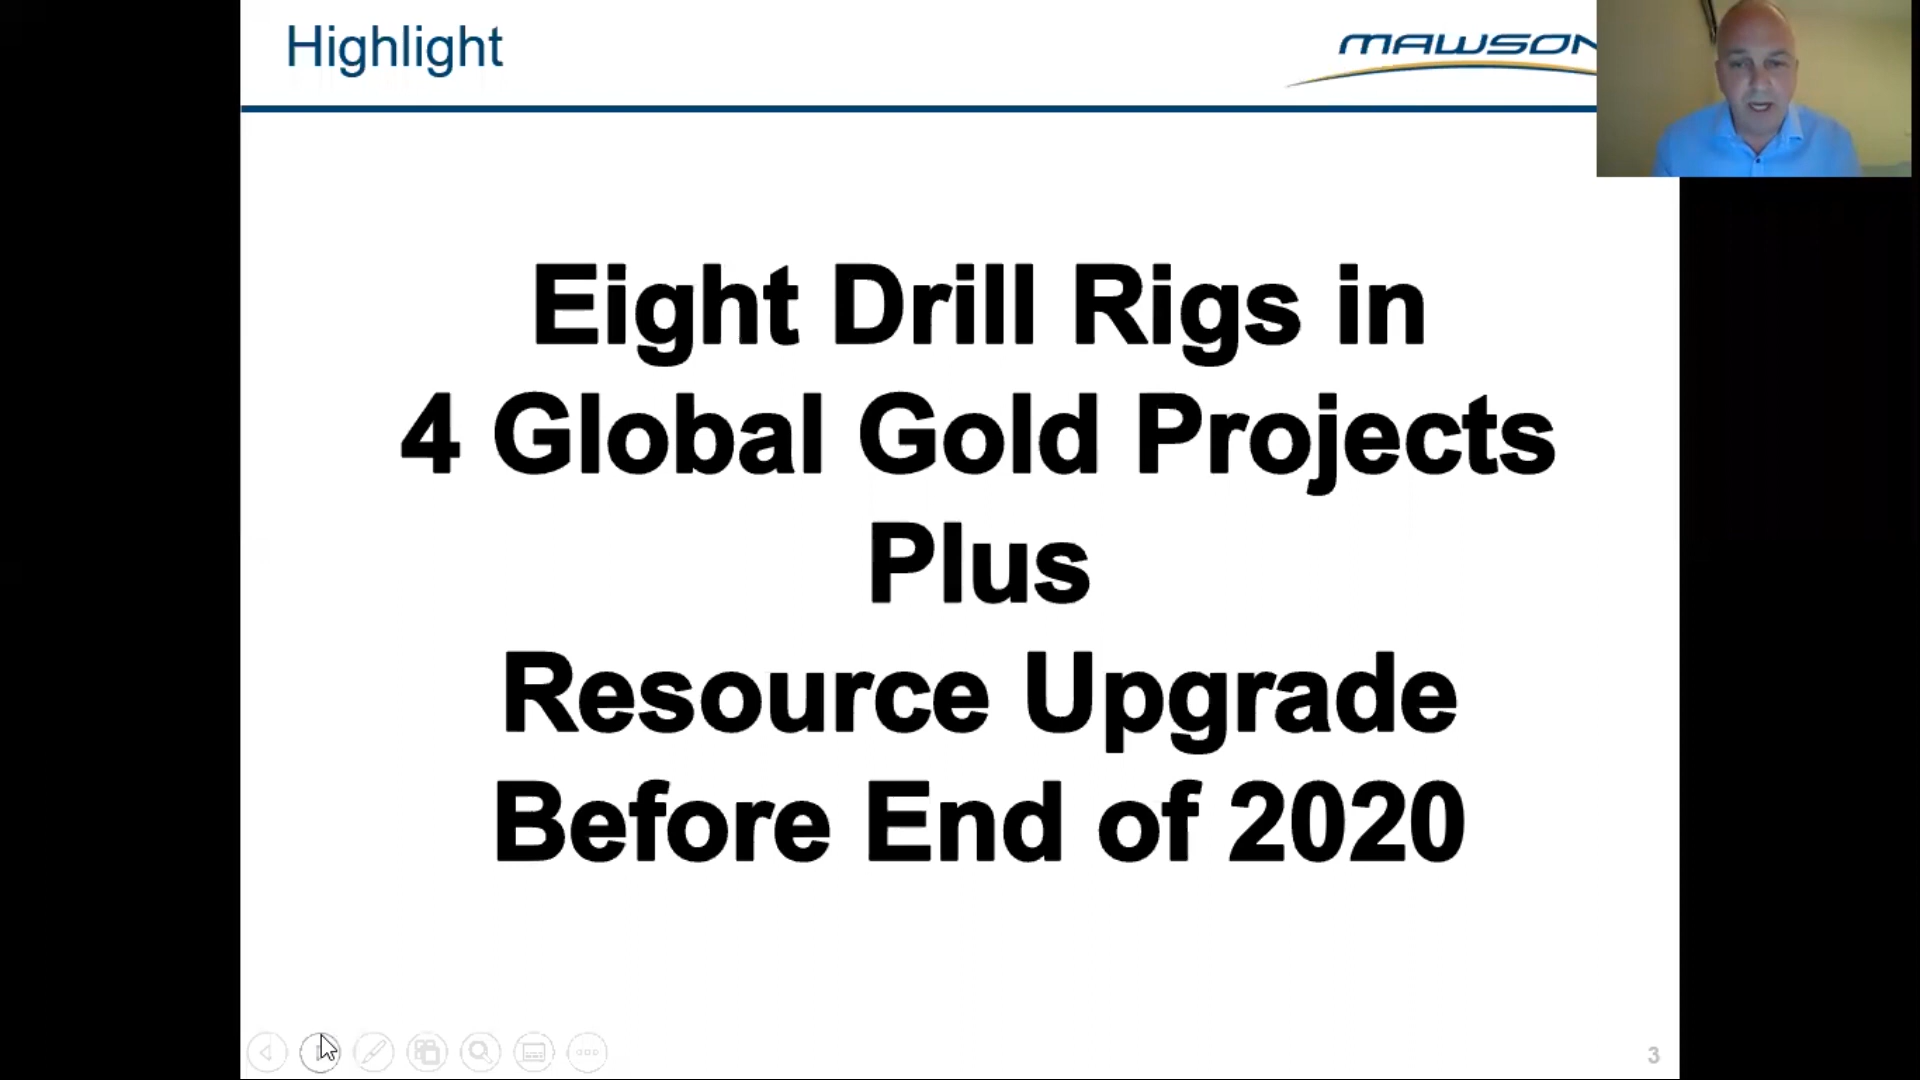 Highlight
MAWSON
Eight Drill Rigs in
4 Global Gold Projects
Plus
Resource Upgrade
Before End of 2020
3